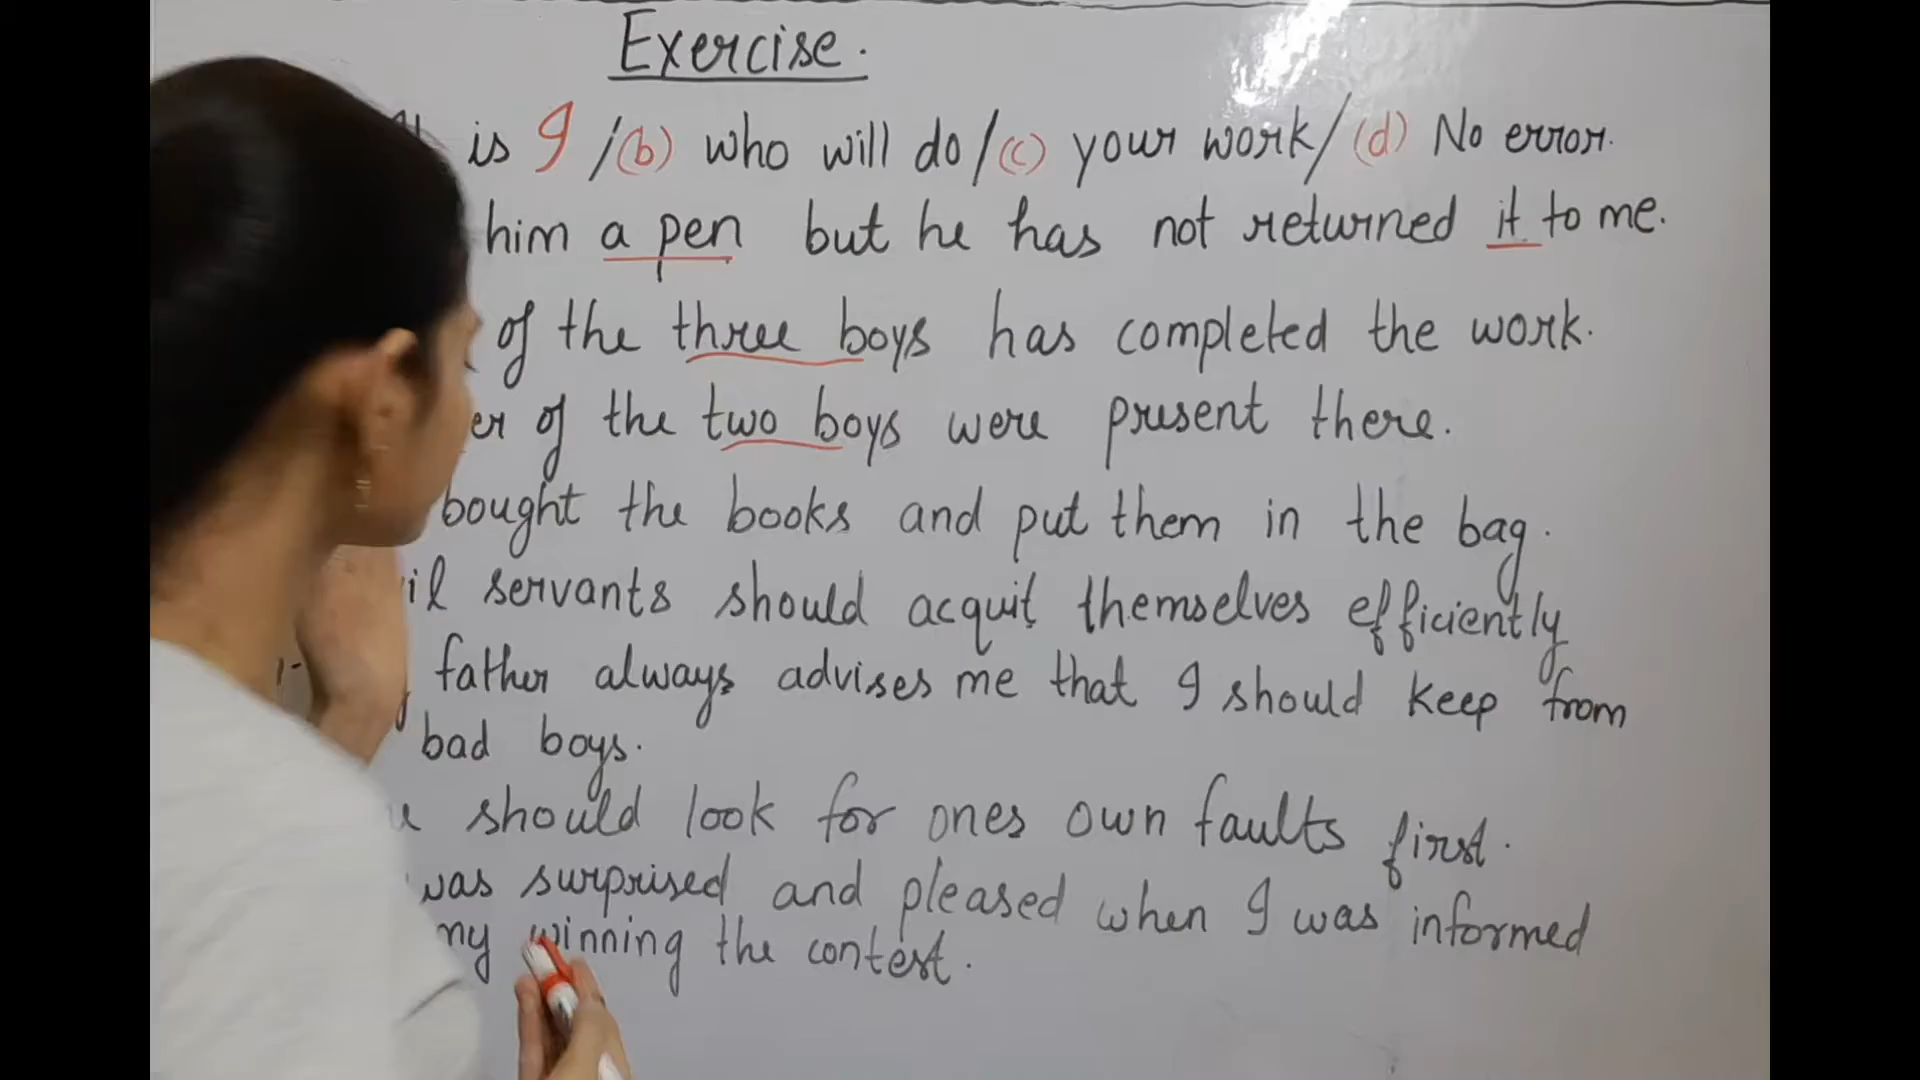 Exercise.
is I /(b) who will do /(c) your work/ (d) No error.
him a pen but he has not returned it to me.
of the three boys has completed the work.
er of the two boys were present there.
bought the books and put them in the bag.
il servants should acquit themselves efficiently
father always advises me that I should keep from
bad boys.
should look for ones own faults first.
was surprised and pleased when I was informed
my winning the contest.